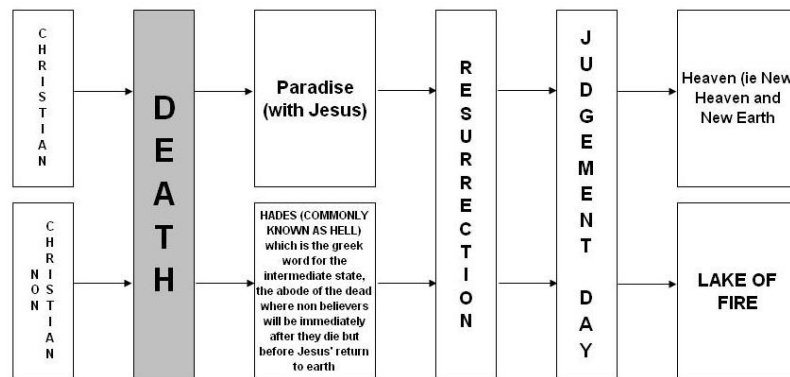 CHRISTIAN
DEATH
Paradise
(with Jesus)
RESURRECTION
JUDGEMENT DAY
Heaven (ie New
Heaven and
New Earth
NON CHRISTIAN
HADES (COMMONLY
KNOWN AS HELL)
which is the greek
word for the
intermediate state,
the abode of the dead
where non believers
will be immediately
after they die but
before Jesus' return
to earth
LAKE OF
FIRE